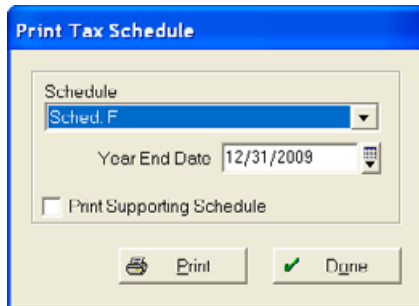 Print Tax Schedule
Schedule
Sched. F
Year End Date 12/31/2009
Print Supporting Schedule
Print Done